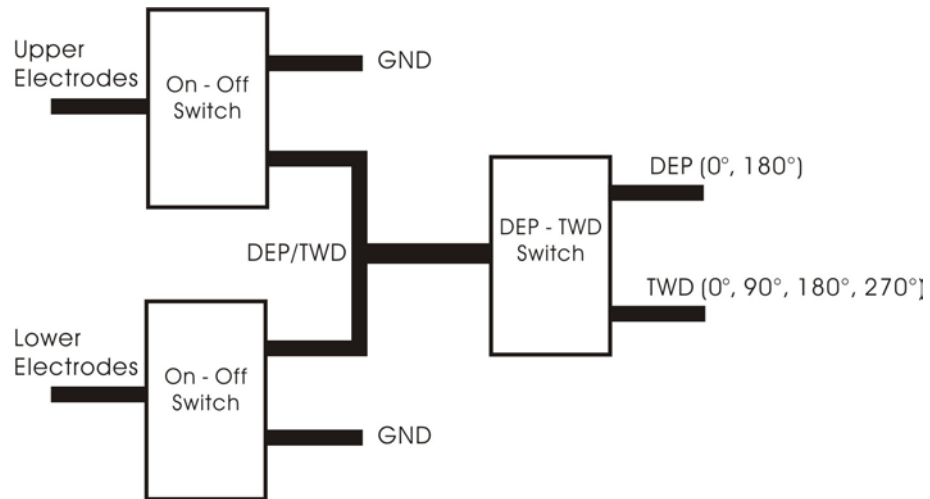 Upper
Electrodes
On - Off
Switch
GND
DEP (0°, 180°)
DEP - TWD
Switch
DEP/TWD
TWD (0°, 90°, 180°, 270°)
Lower
Electrodes
On - Off
Switch
GND